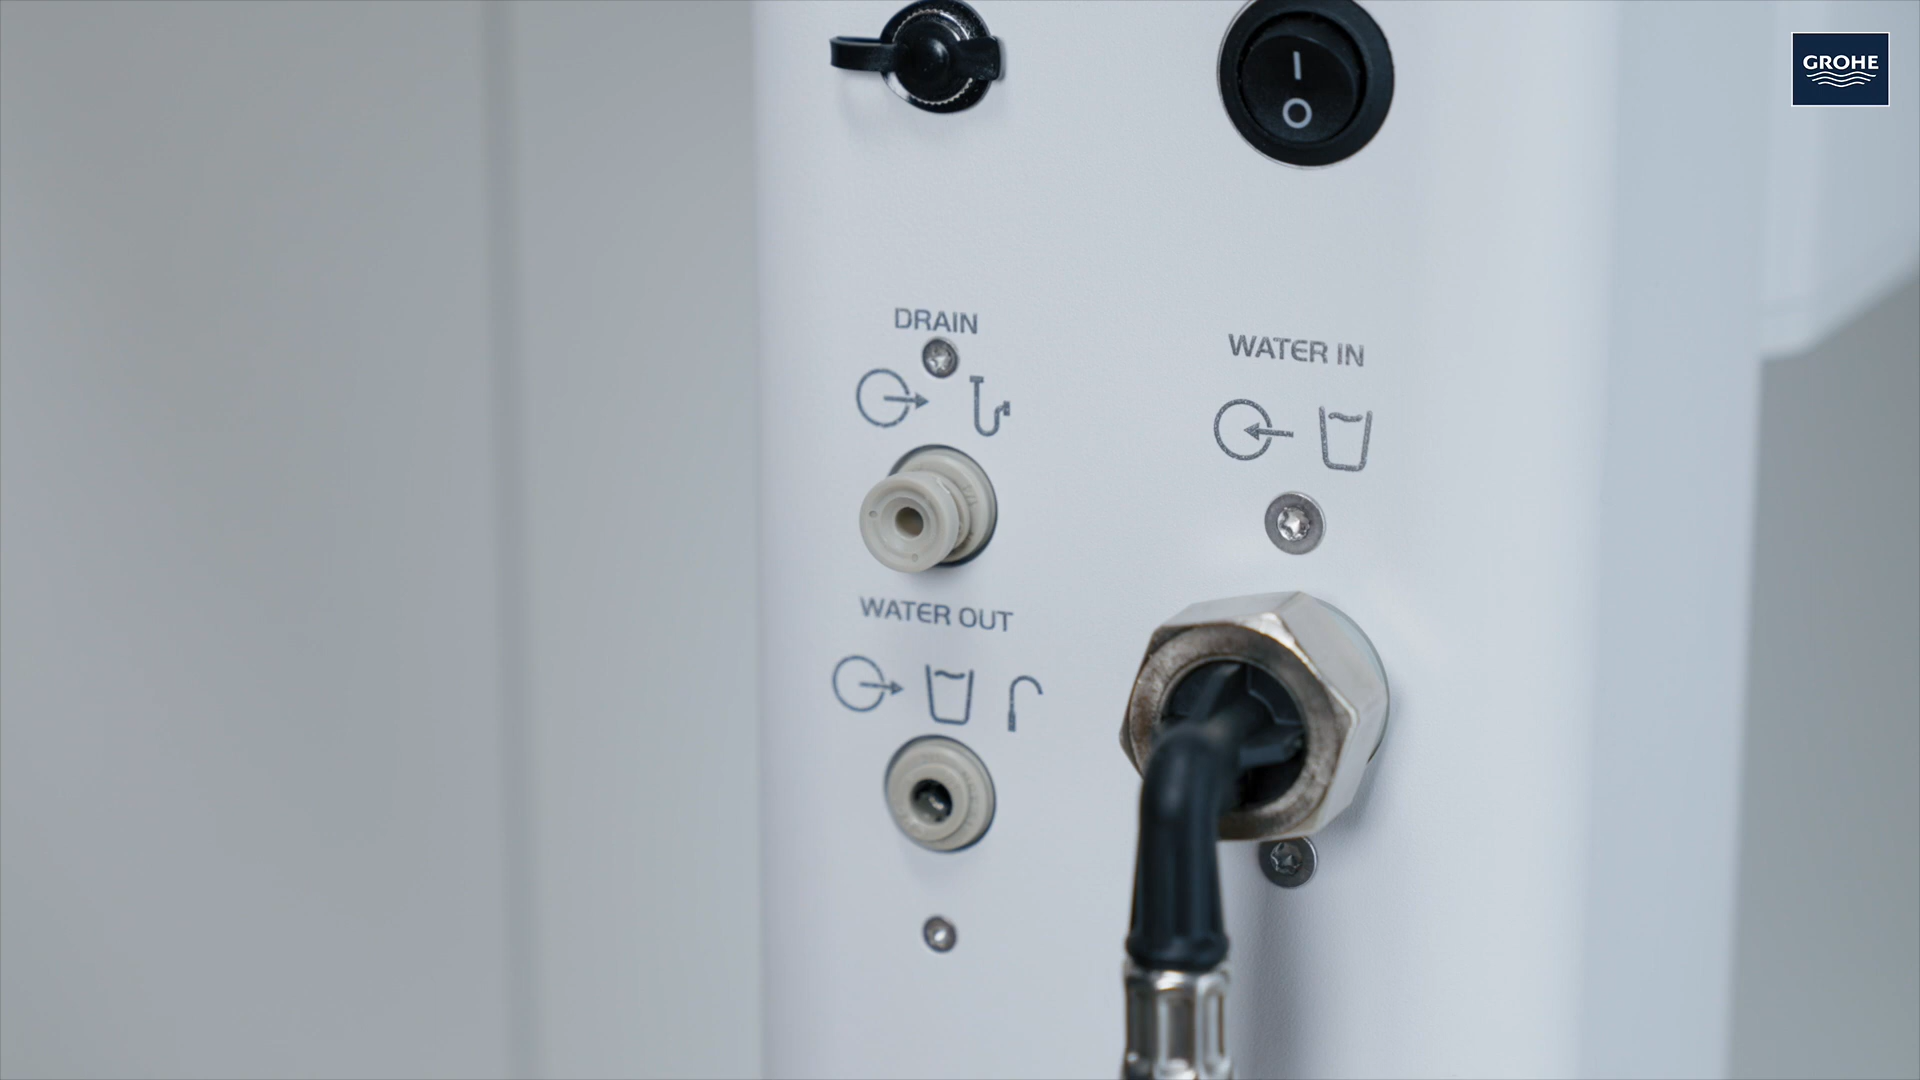 GROHE
I
O
DRAIN
WATER IN
WATER OUT